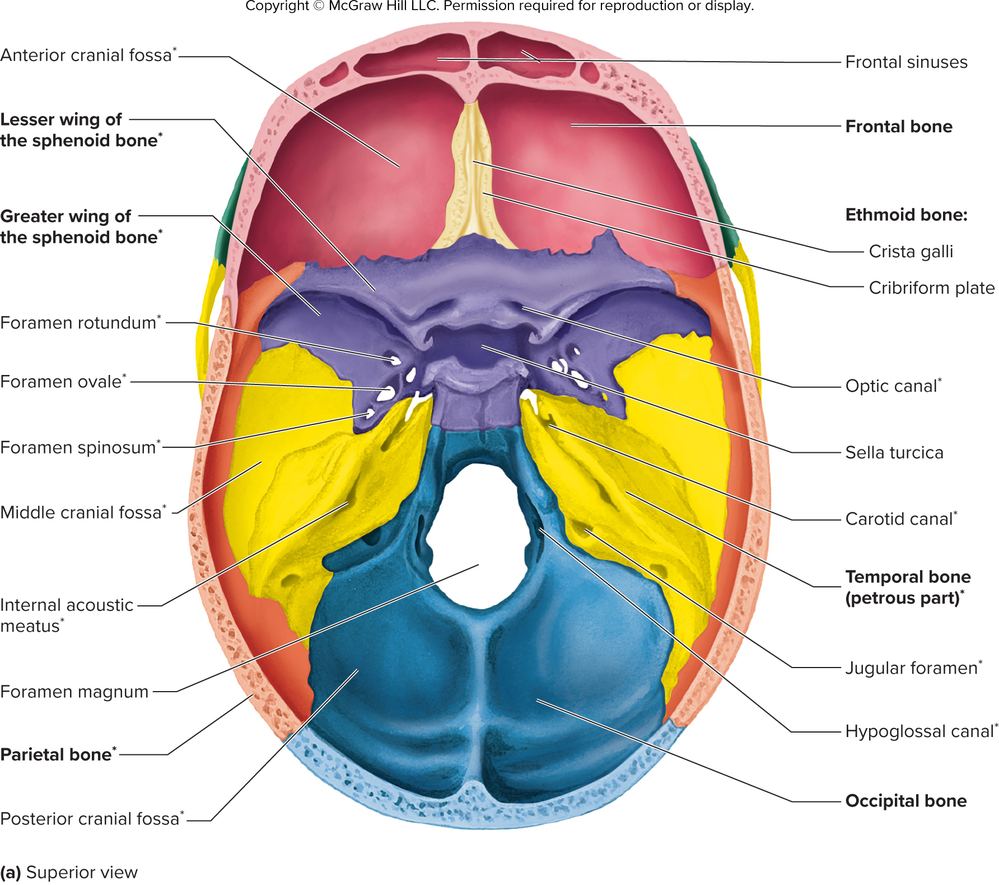 Copyright © McGraw Hill LLC. Permission required for reproduction or display.
Anterior cranial fossa*
Lesser wing of
the sphenoid bone*
Greater wing of
the sphenoid bone*
Foramen rotundum*
Foramen ovale*
Foramen spinosum*
Middle cranial fossa*
Internal acoustic
meatus*
Foramen magnum
Parietal bone*
Posterior cranial fossa*
Frontal sinuses
Frontal bone
Ethmoid bone:
Crista galli
Cribriform plate
Optic canal*
Sella turcica
Carotid canal*
Temporal bone
(petrous part)*
Jugular foramen*
Hypoglossal canal*
Occipital bone
(a) Superior view